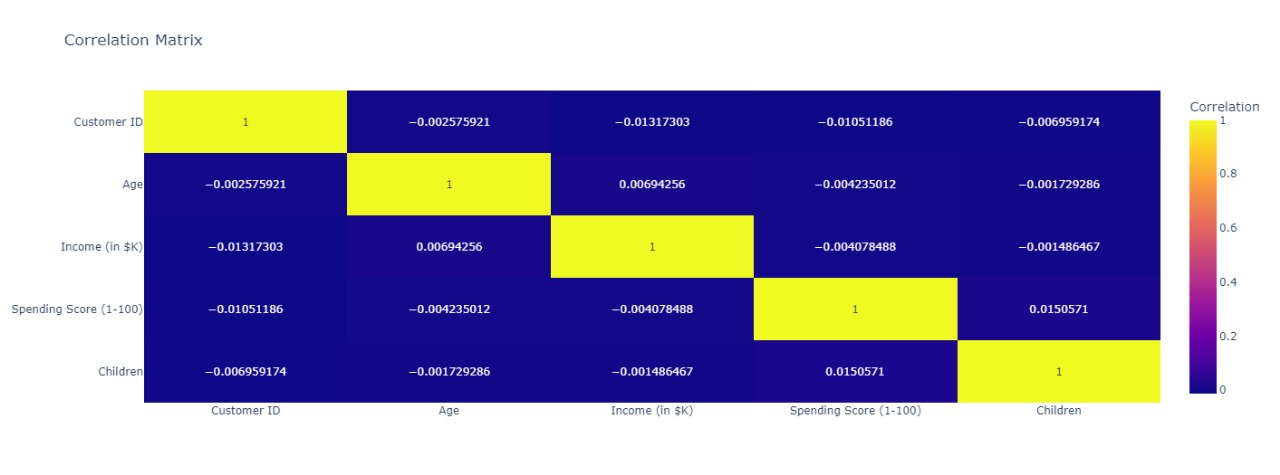 Correlation Matrix
Correlation
Customer ID 1 −0.002575921 −0.01317303 −0.01051186 −0.006959174 1
Age −0.002575921 1 0.00694256 −0.004235012 −0.001729286 0.8
0.6
Income (in $K) −0.01317303 0.00694256 1 −0.004078488 −0.001486467
0.4
Spending Score (1-100) −0.01051186 −0.004235012 −0.004078488 1 0.0150571
0.2
Children −0.006959174 −0.001729286 −0.001486467 0.0150571 1
0
Customer ID Age Income (in $K) Spending Score (1-100) Children